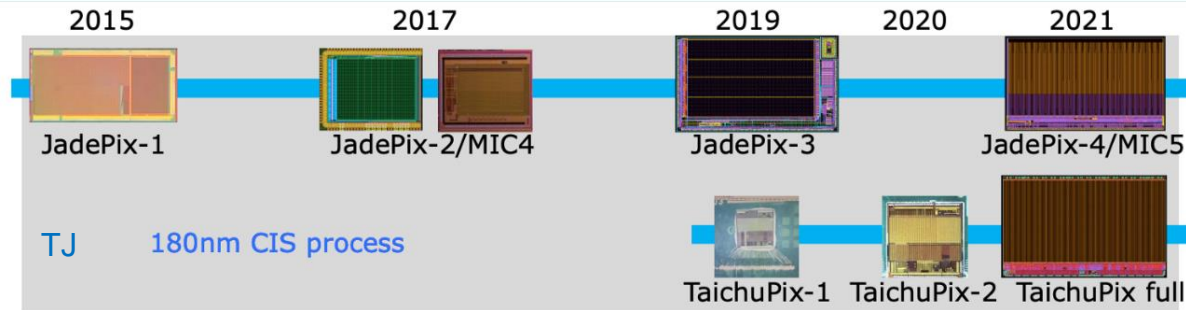 2015 2017 2019 2020 2021
JadePix-1 JadePix-2/MIC4 JadePix-3 JadePix-4/MIC5
TJ 180nm CIS process
TaichuPix-1 TaichuPix-2 TaichuPix full